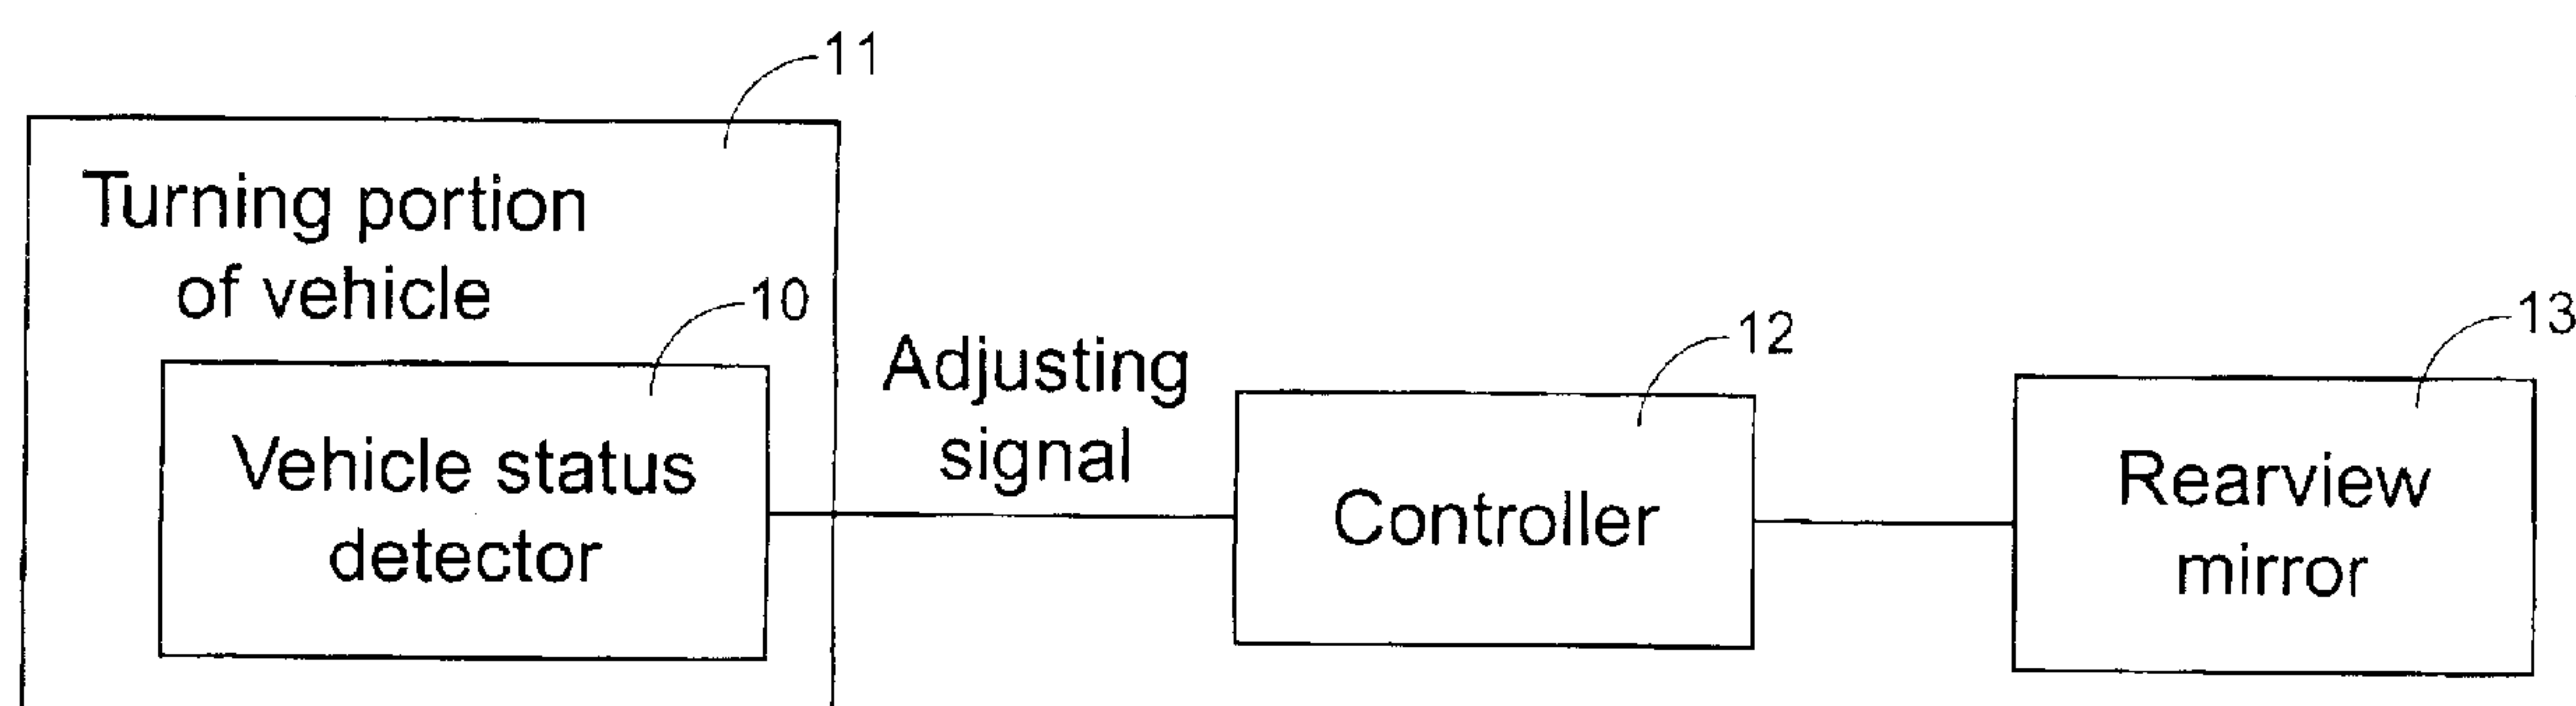 11
Turning portion
of vehicle
10
Vehicle status
detector
Adjusting
signal
12
Controller
13
Rearview
mirror